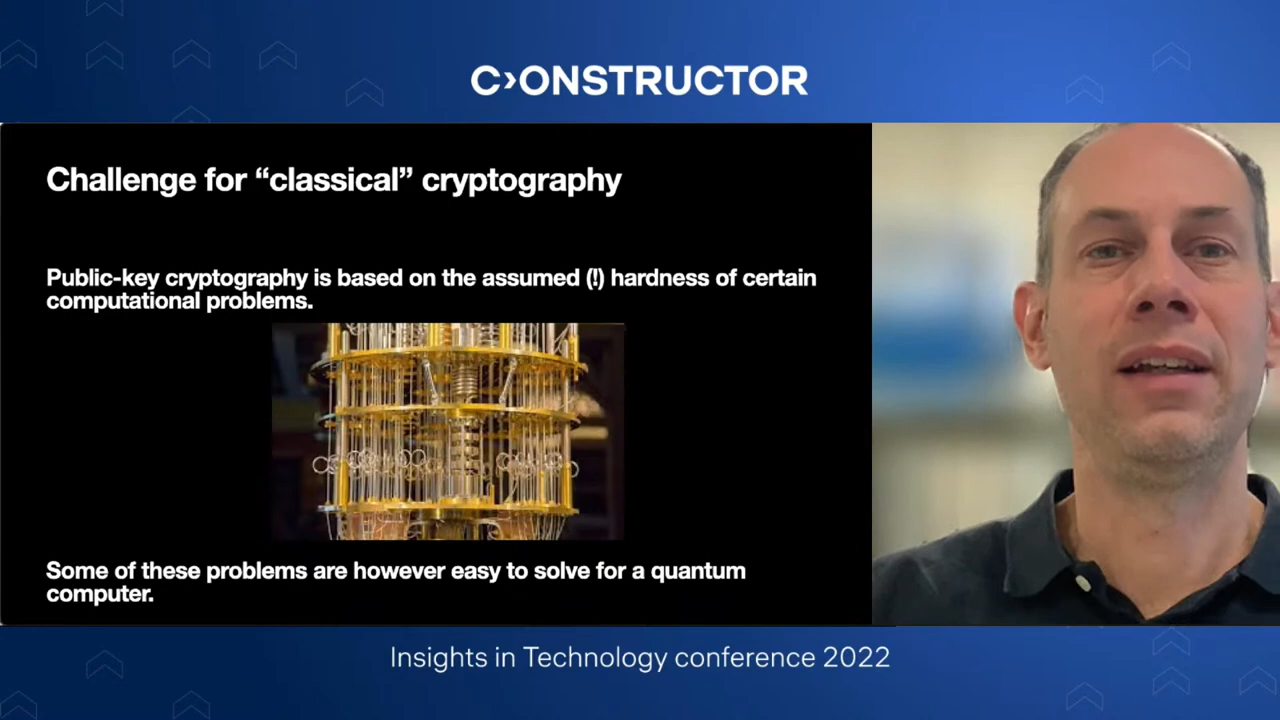 C›ONSTRUCTOR
Challenge for “classical” cryptography
Public-key cryptography is based on the assumed (!) hardness of certain
computational problems.
Some of these problems are however easy to solve for a quantum
computer.
Insights in Technology conference 2022